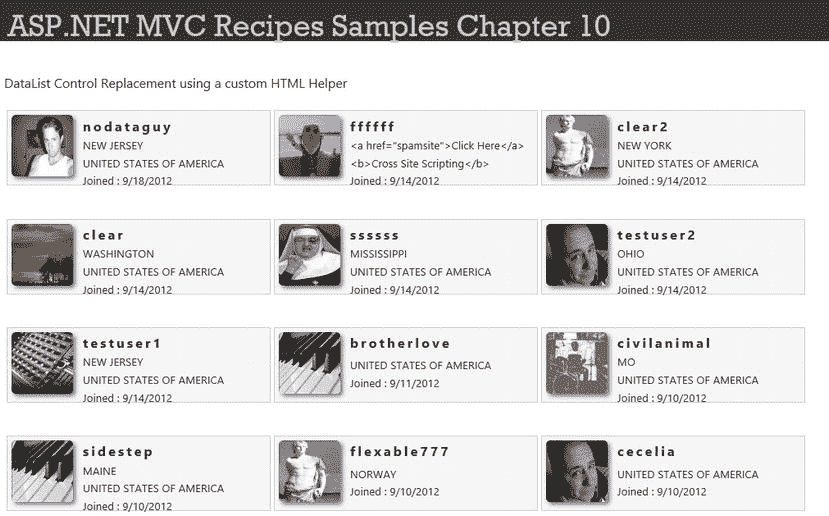 ASP.NET MVC Recipes Samples Chapter 10
DataList Control Replacement using a custom HTML Helper
nodataguy
NEW JERSEY
UNITED STATES OF AMERICA
Joined : 9/18/2012
ffffff
<a href="spamsite">Click Here</a>
<b>Cross Site Scripting</b>
Joined : 9/14/2012
clear2
NEW YORK
UNITED STATES OF AMERICA
Joined : 9/14/2012
clear
WASHINGTON
UNITED STATES OF AMERICA
Joined : 9/14/2012
ssssss
MISSISSIPPI
UNITED STATES OF AMERICA
Joined : 9/14/2012
testuser2
OHIO
UNITED STATES OF AMERICA
Joined : 9/14/2012
testuser1
NEW JERSEY
UNITED STATES OF AMERICA
Joined : 9/14/2012
brotherlove
UNITED STATES OF AMERICA
Joined : 9/11/2012
civilanimal
MO
UNITED STATES OF AMERICA
Joined : 9/10/2012
sidestep
MAINE
UNITED STATES OF AMERICA
Joined : 9/10/2012
flexable777
NORWAY
Joined : 9/10/2012
cecelia
UNITED STATES OF AMERICA
Joined : 9/10/2012